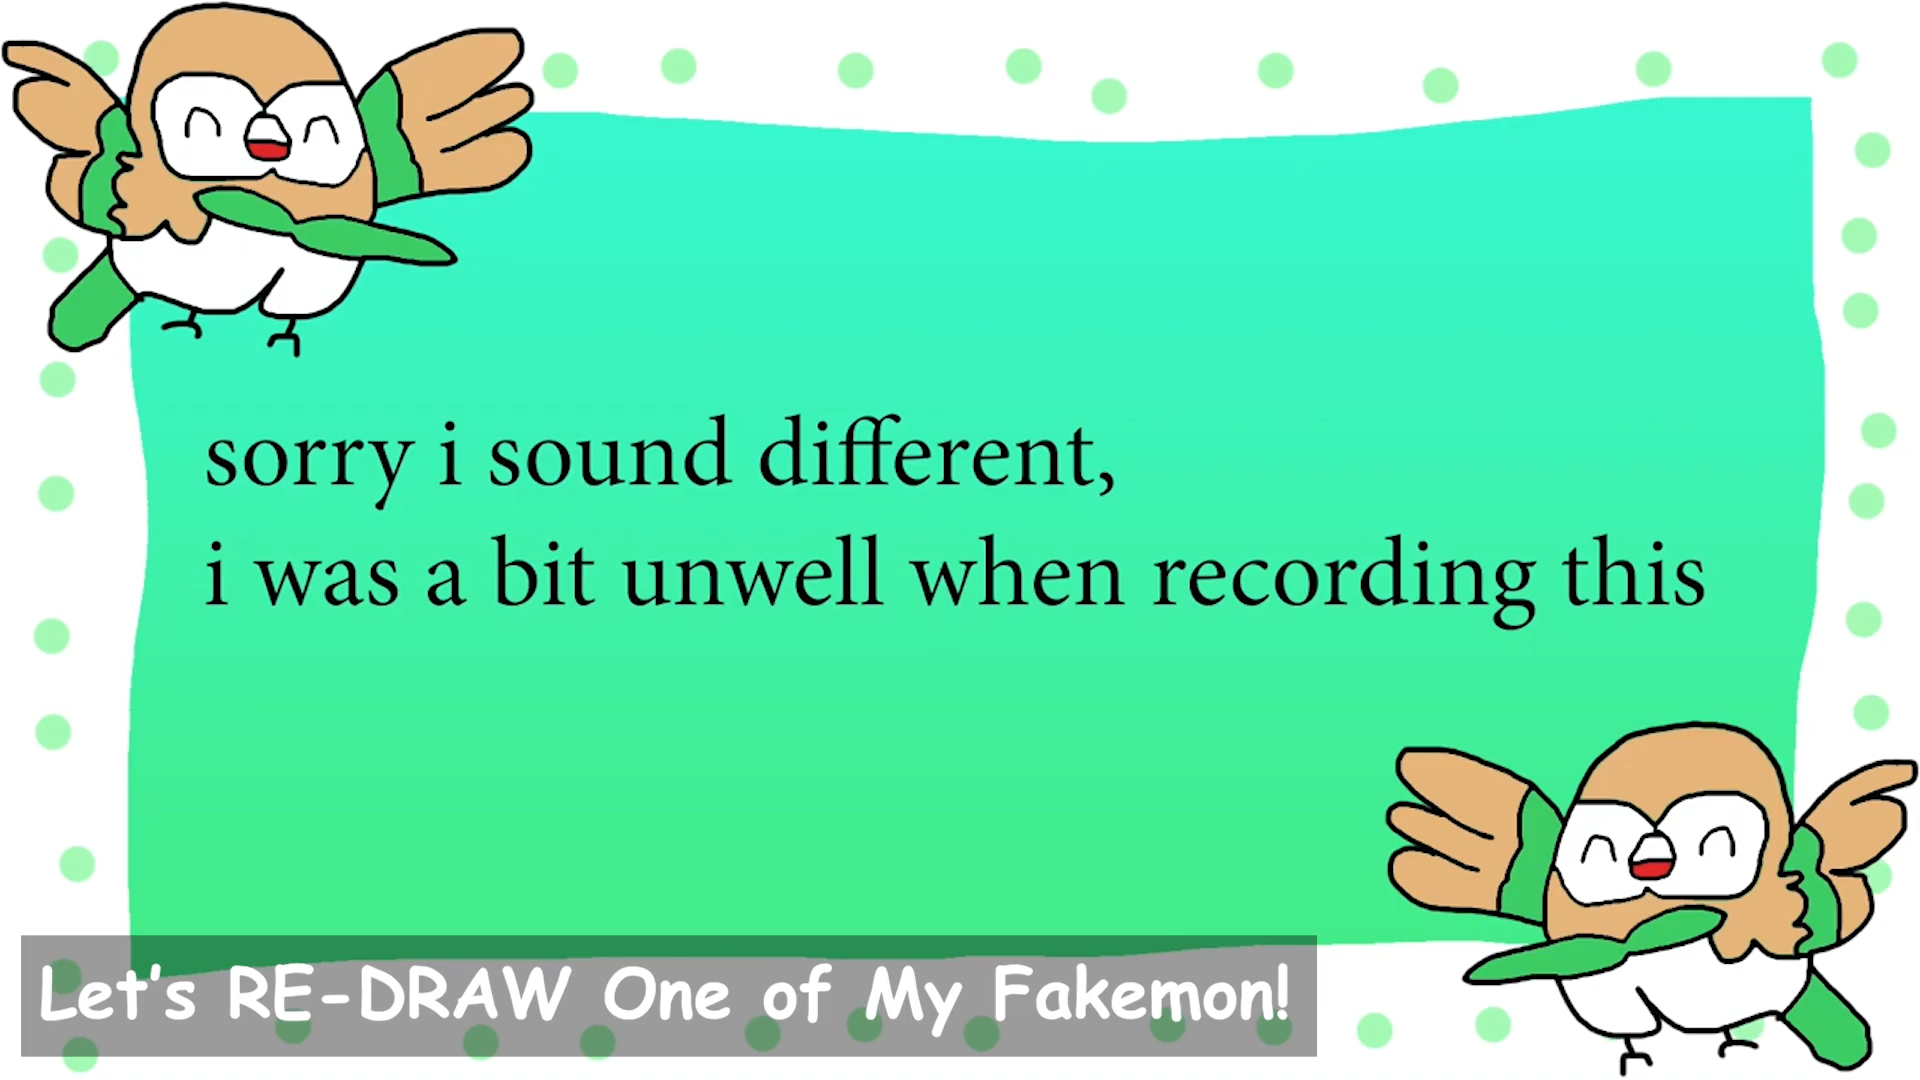 sorry i sound different,
i was a bit unwell when recording this
Let's RE-DRAW One of My Fakemon!